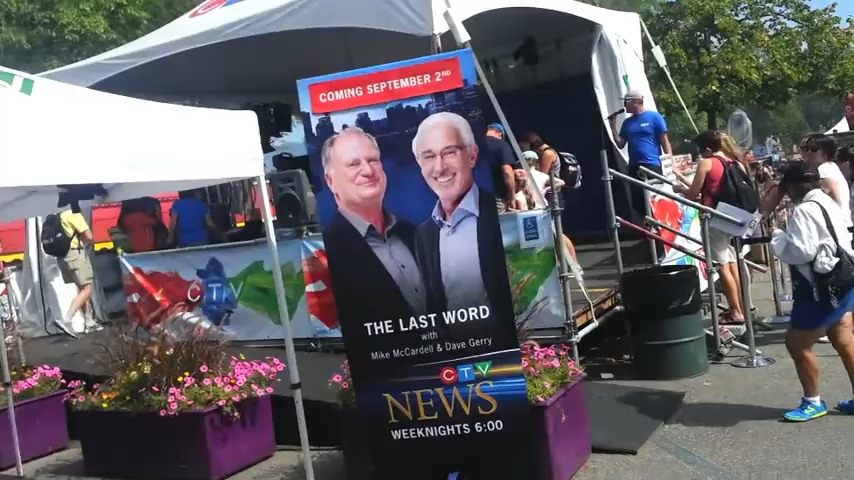 COMING SEPTEMBER 2ND
CTV
THE LAST WORD
with
Mike McCardell & Dave Gerry
CTV
NEWS
WEEKNIGHTS 6:00